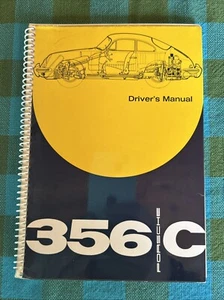 Driver's Manual
356 C
PORSCHE